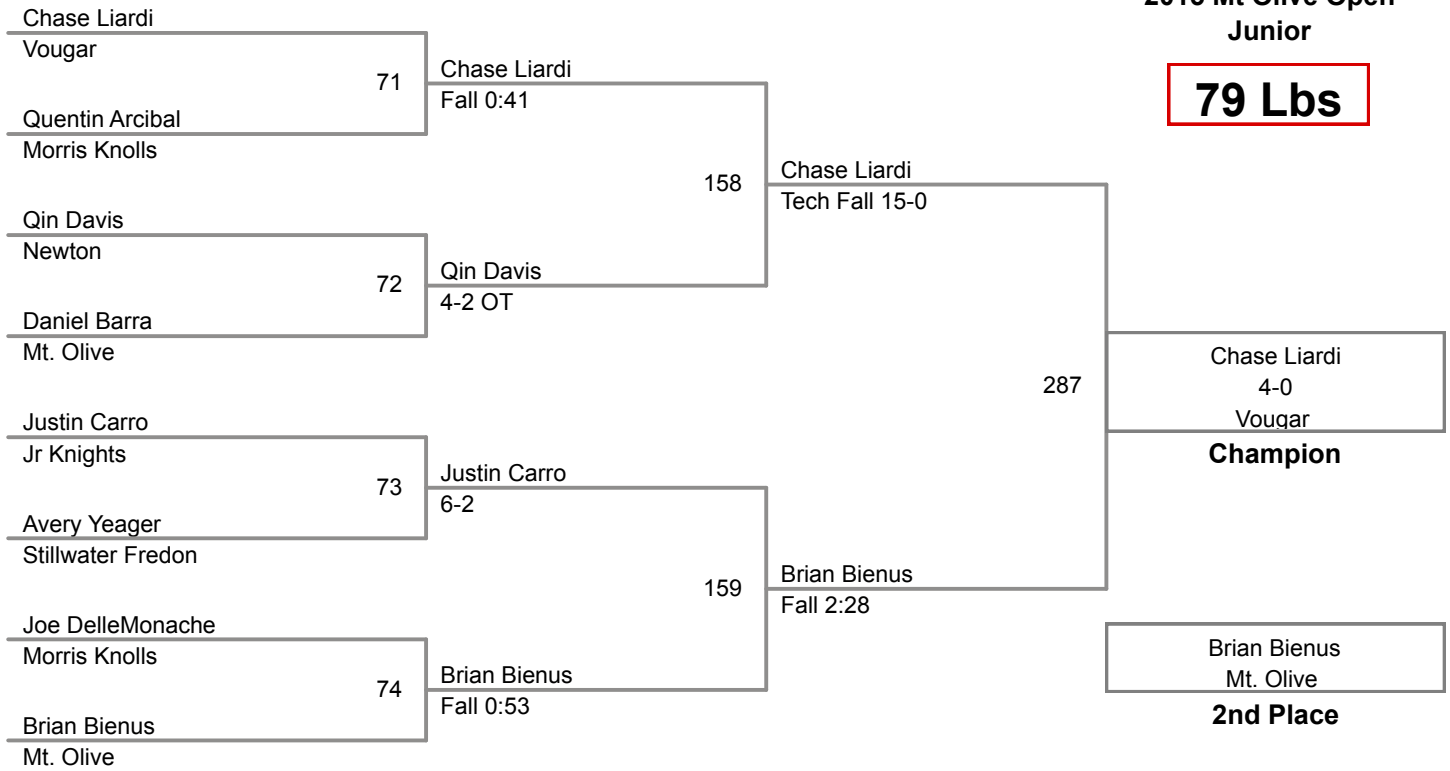 Mt Olive Open
Junior
79 Lbs
Chase Liardi
Vougar
71
Quentin Arcibal
Morris Knolls
Chase Liardi
Fall 0:41
Qin Davis
Newton
72
Daniel Barra
Mt. Olive
Qin Davis
4-2 OT
158
Chase Liardi
Tech Fall 15-0
Justin Carro
Jr Knights
73
Avery Yeager
Stillwater Fredon
Justin Carro
6-2
Joe DelleMonache
Morris Knolls
74
Brian Bienus
Mt. Olive
Brian Bienus
Fall 0:53
159
Brian Bienus
Fall 2:28
287
Chase Liardi
4-0
Vougar
Champion
Brian Bienus
Mt. Olive
2nd Place